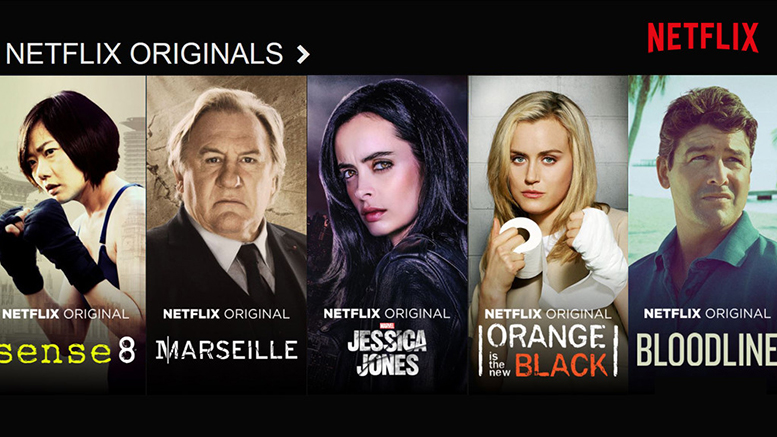 NETFLIX ORIGINALS >
NETFLIX
NETFLIX ORIGINAL
sense8
NETFLIX ORIGINAL
MARSEILLE
NETFLIX ORIGINAL
MARVEL
JESSICA
JONES
NETFLIX ORIGINAL
ORANGE
is the new
BLACK
NETFLIX ORIGINAL
BLOODLINE